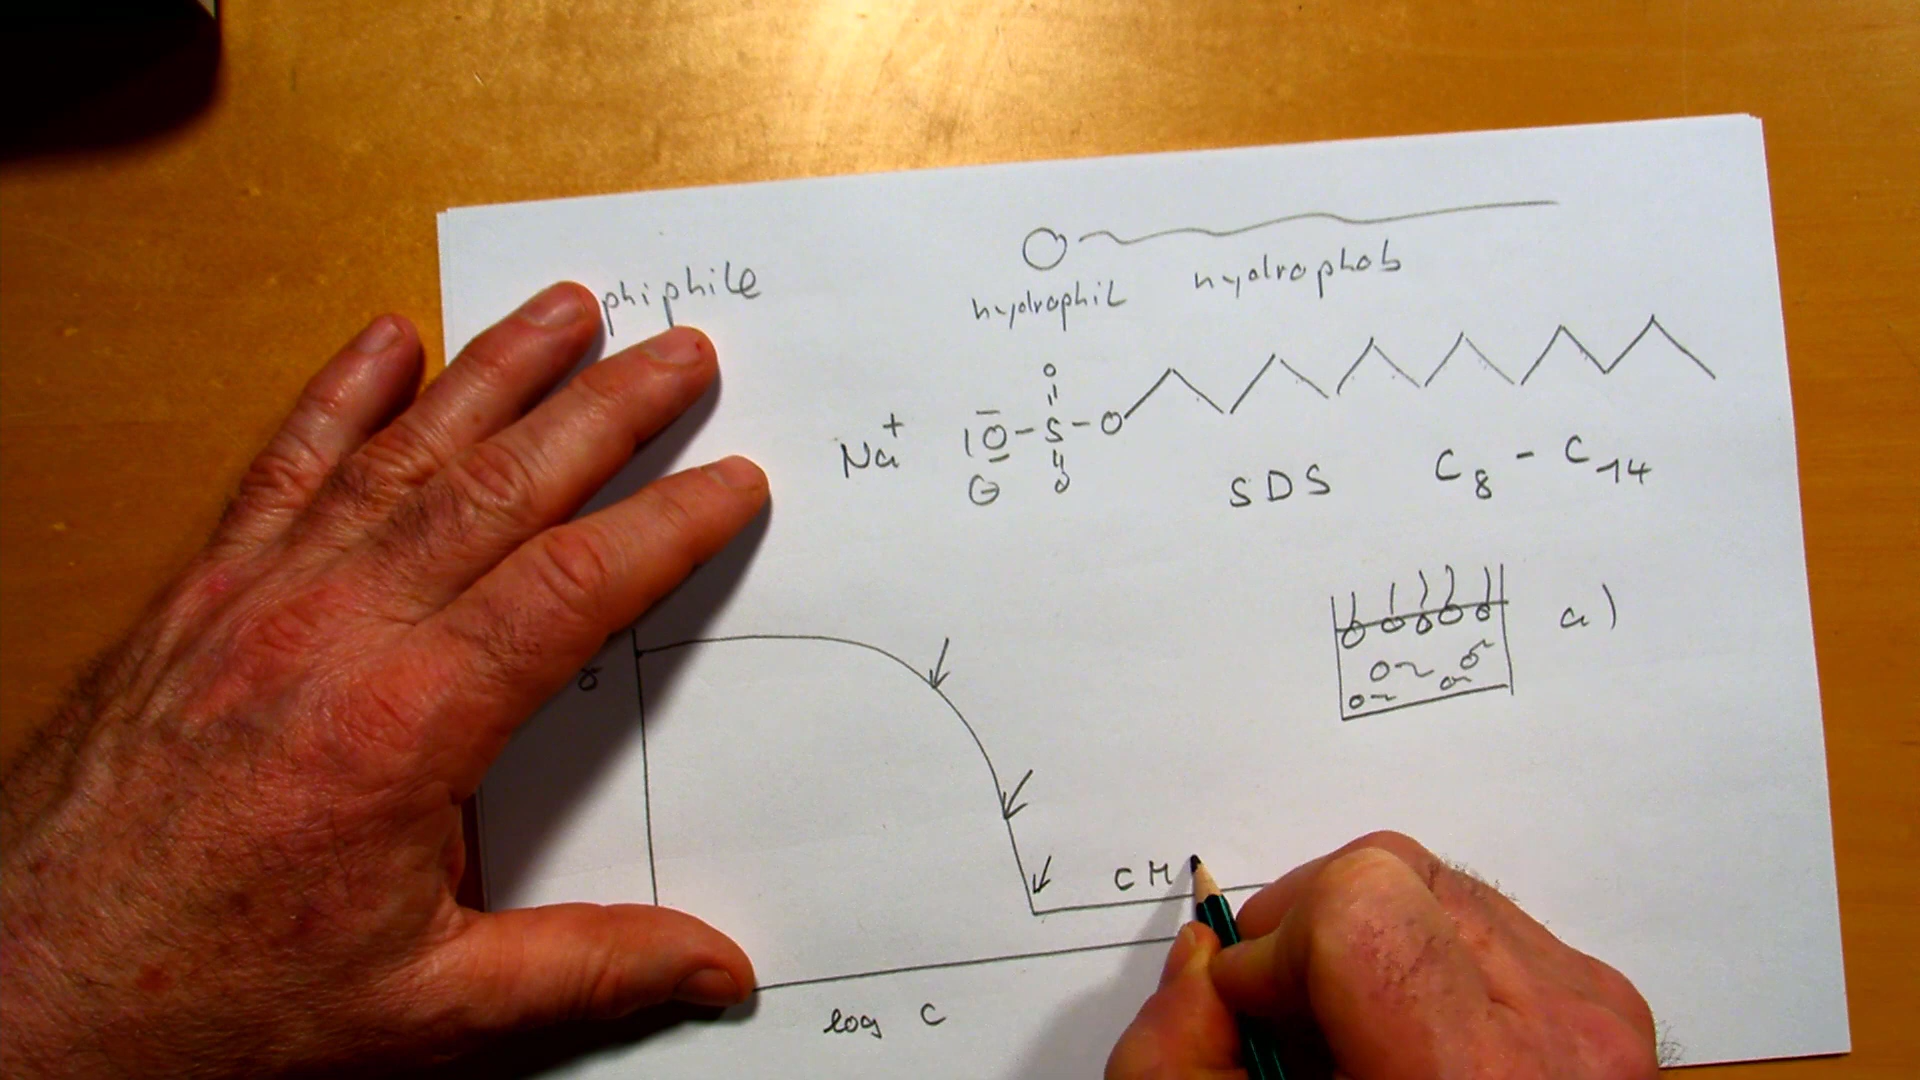 phiphile
hydrophil hydrophob
Na+ |O-S-O
O
O
SDS C8 - C14
a)
γ
CM
log C